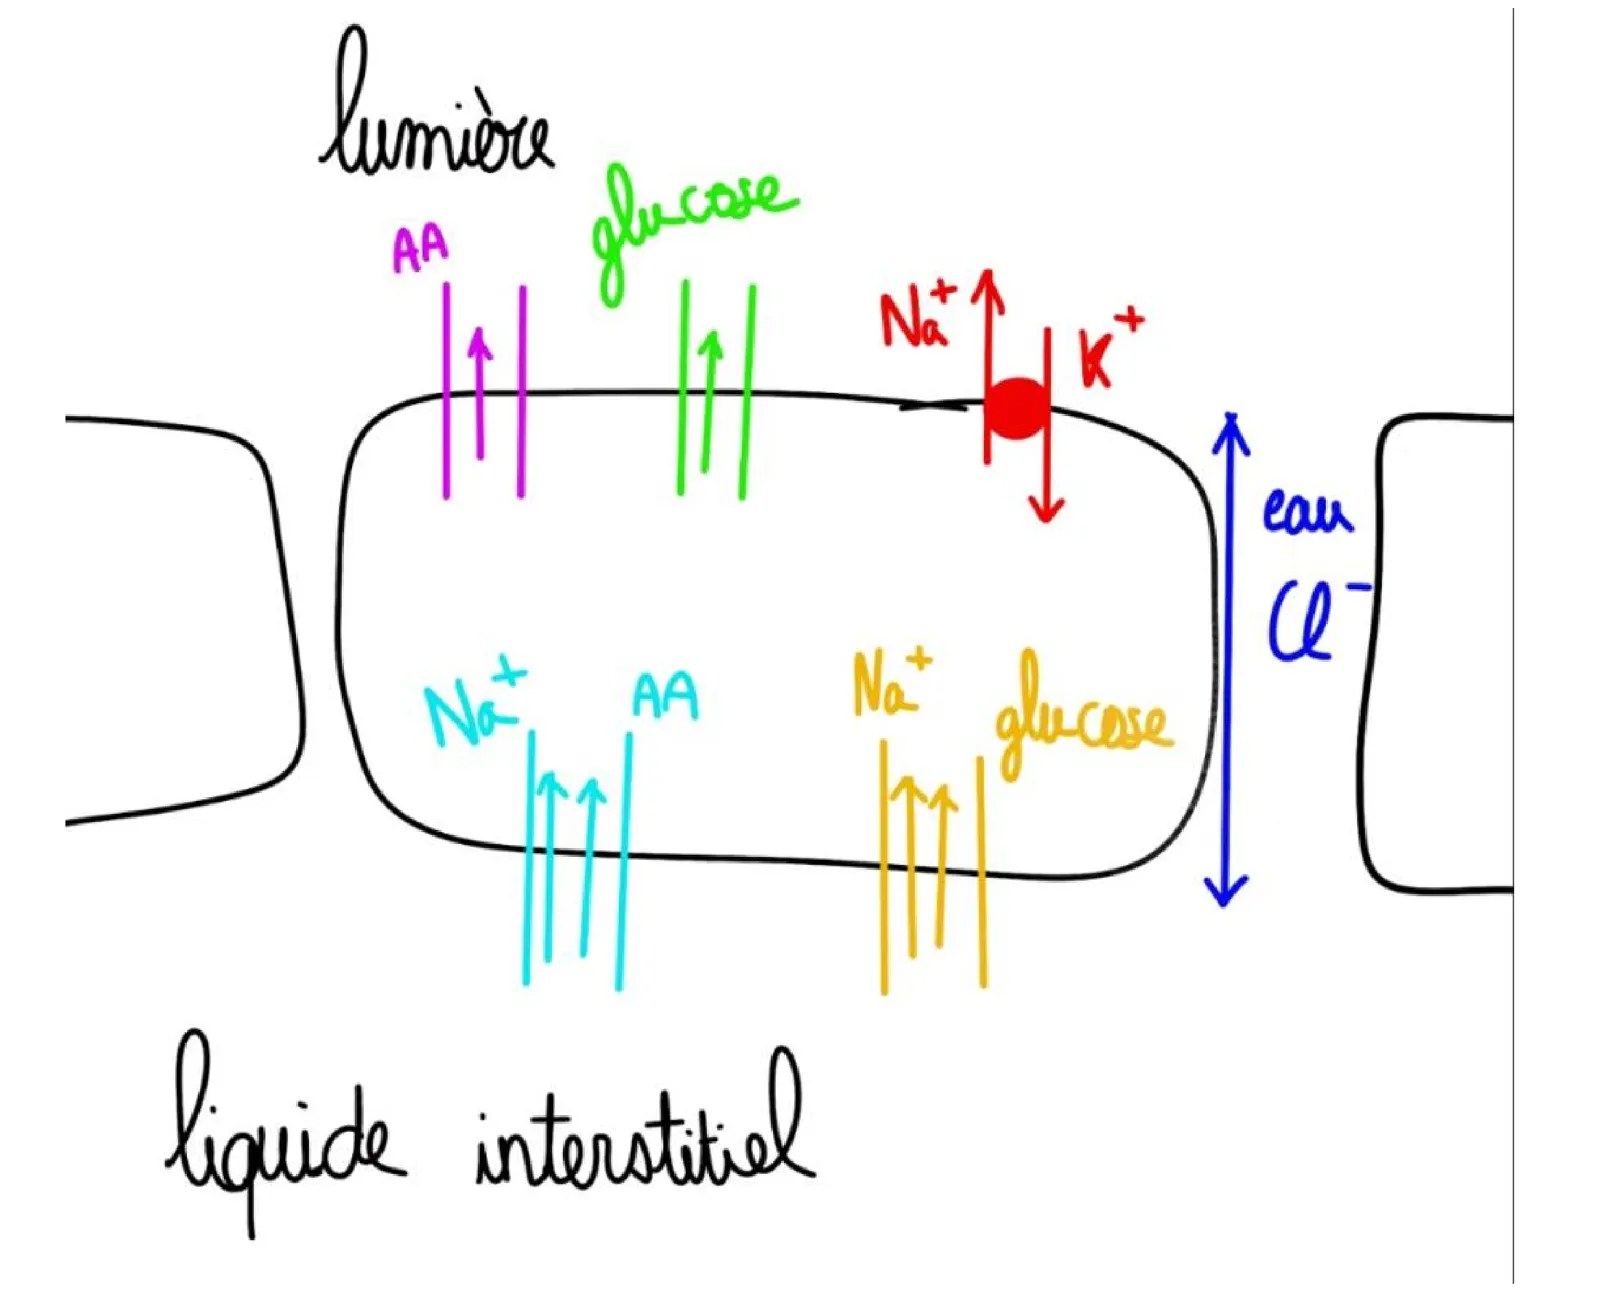 lumière
AA
glucose
Na+
K+
eau
Cl-
Na+
AA
Na+
glucose
liquide interstitiel